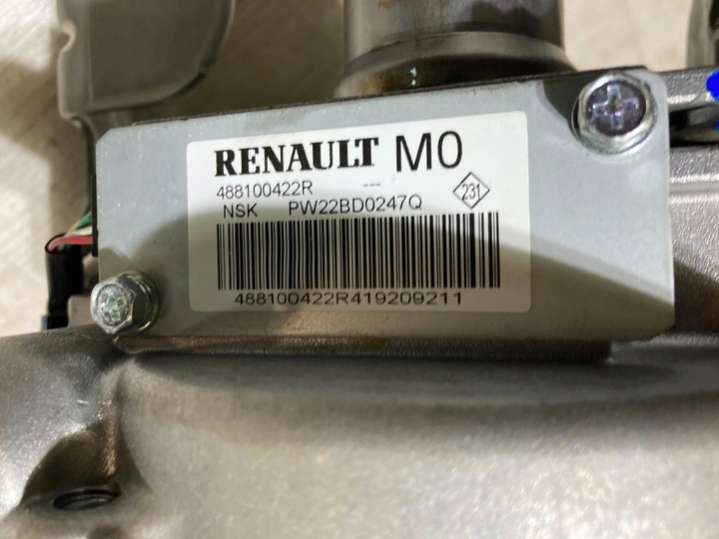 RENAULT M0
488100422R ---
231
NSK PW22BD0247Q
488100422R419209211